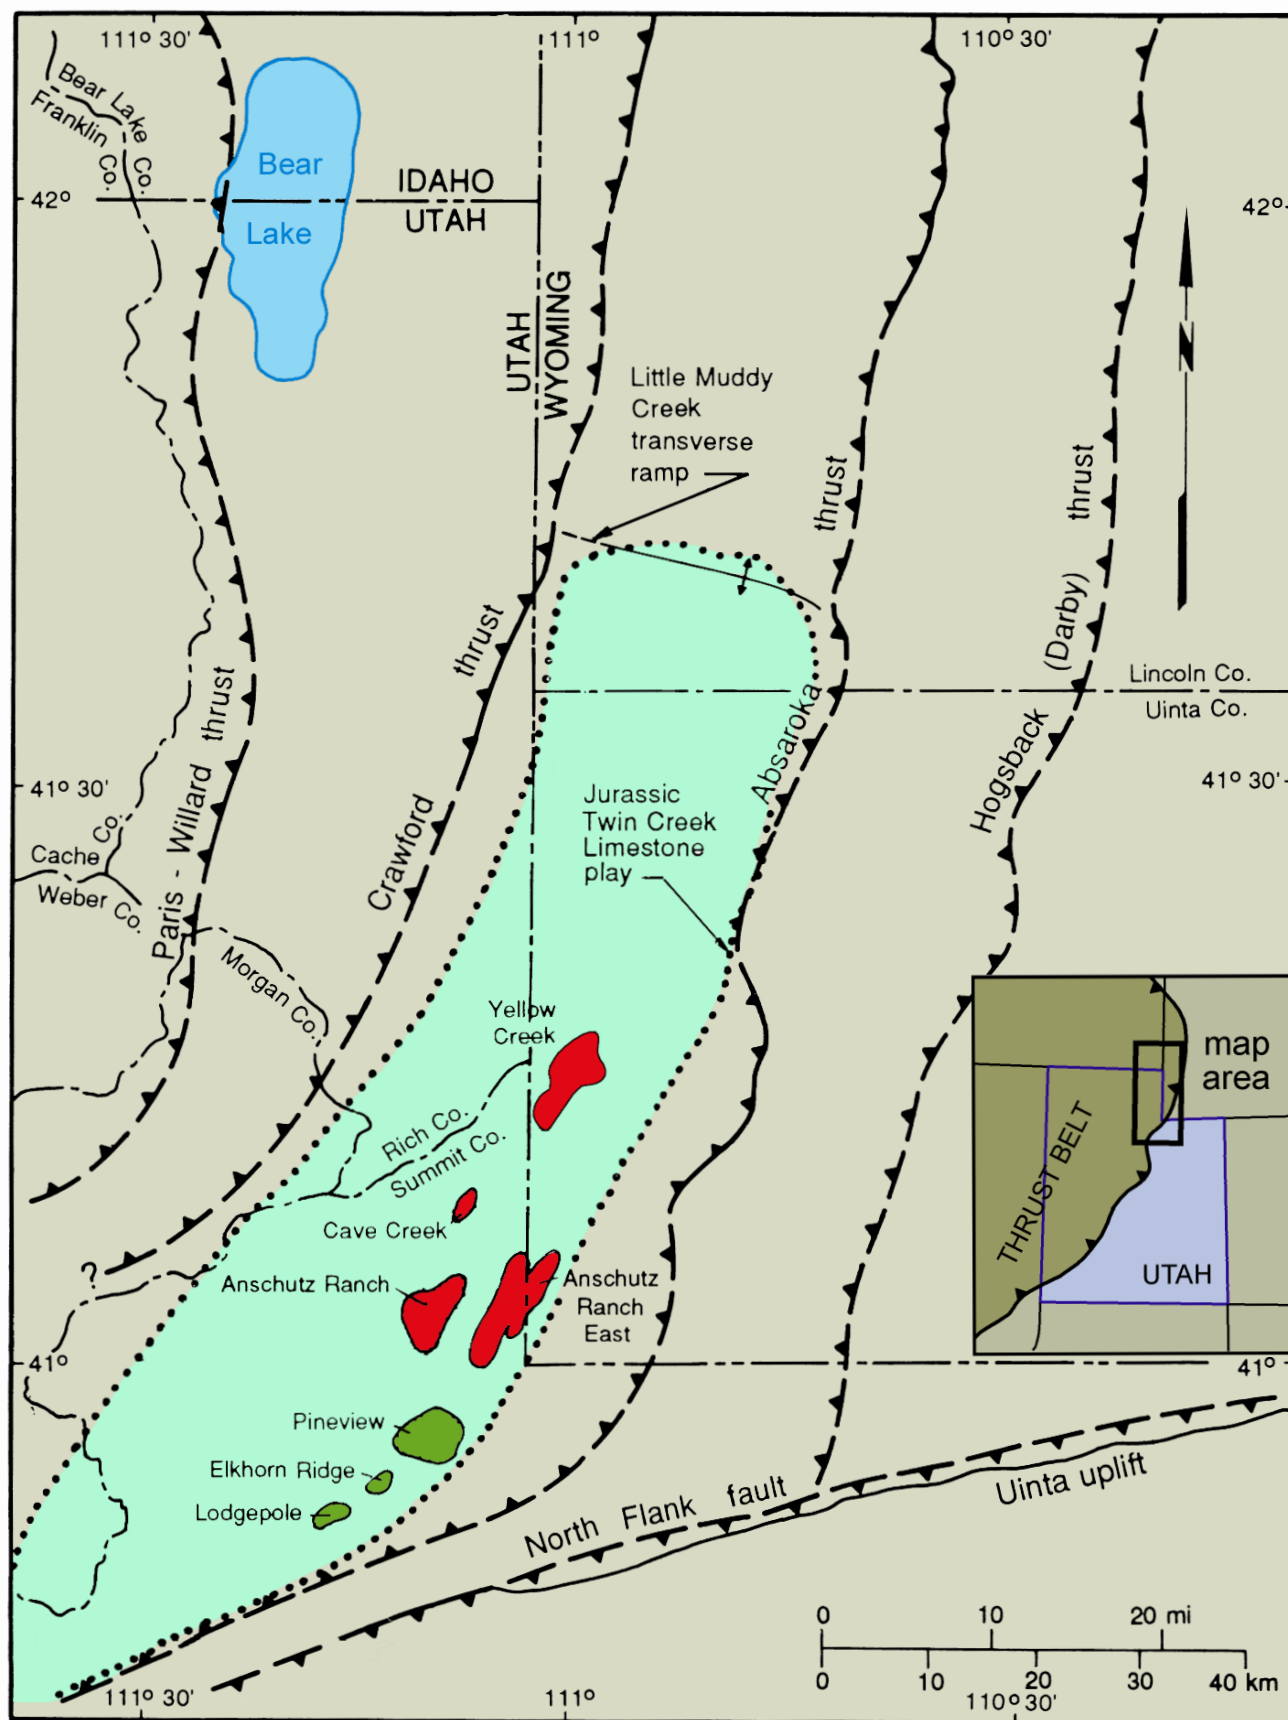 111° 30'
111°
110° 30'
Bear Lake Co.
Franklin Co.
Bear
Lake
IDAHO
UTAH
42°
42°
UTAH
WYOMING
N
Little Muddy
Creek
transverse
ramp
thrust
thrust
(Darby)
Hogsback
thrust
Absaroka
Lincoln Co.
Uinta Co.
thrust
Paris - Willard
Crawford
41° 30'
41° 30'
Jurassic
Twin Creek
Limestone
play
Cache Co.
Weber Co.
Morgan Co.
Yellow
Creek
Rich Co.
Summit Co.
Cave Creek
?
Anschutz Ranch
Anschutz
Ranch
East
map
area
THRUST BELT
UTAH
41°
41°
Pineview
Elkhorn Ridge
Lodgepole
North Flank fault
Uinta uplift
0 10 20 mi
0 10 20 30 40 km
111° 30'
111°
110° 30'